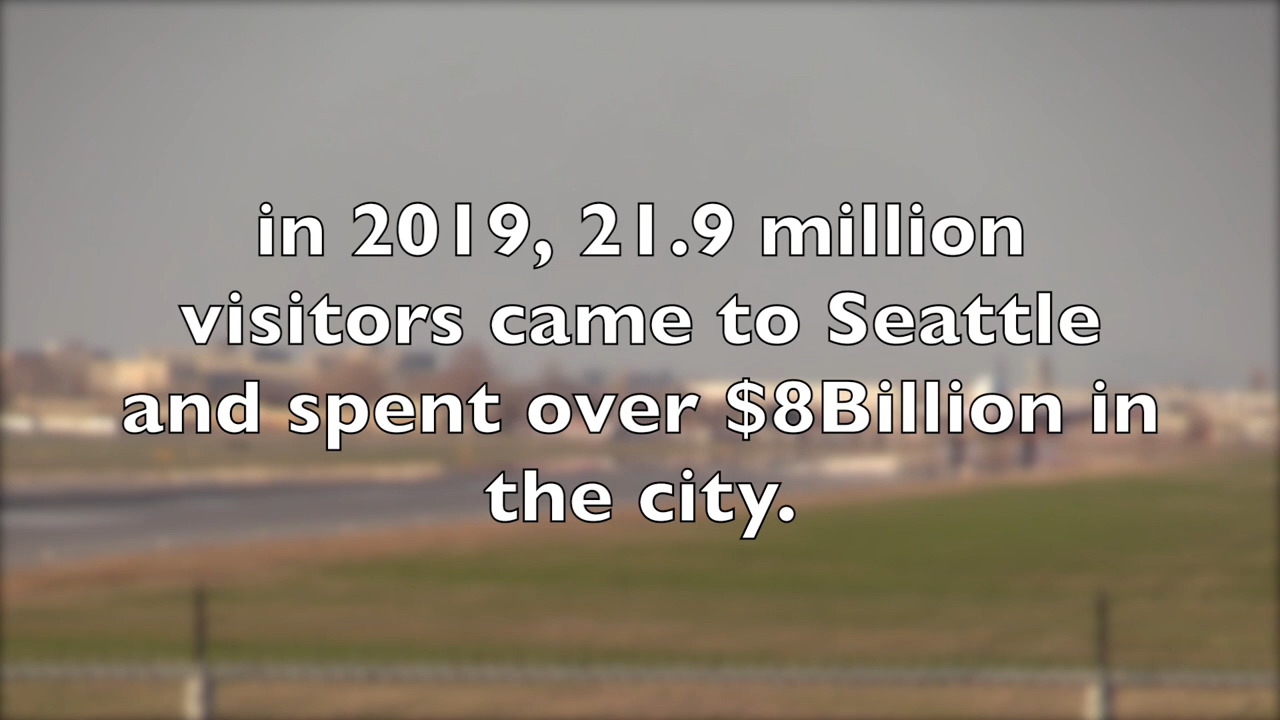 in 2019, 21.9 million
visitors came to Seattle
and spent over $8Billion in
the city.